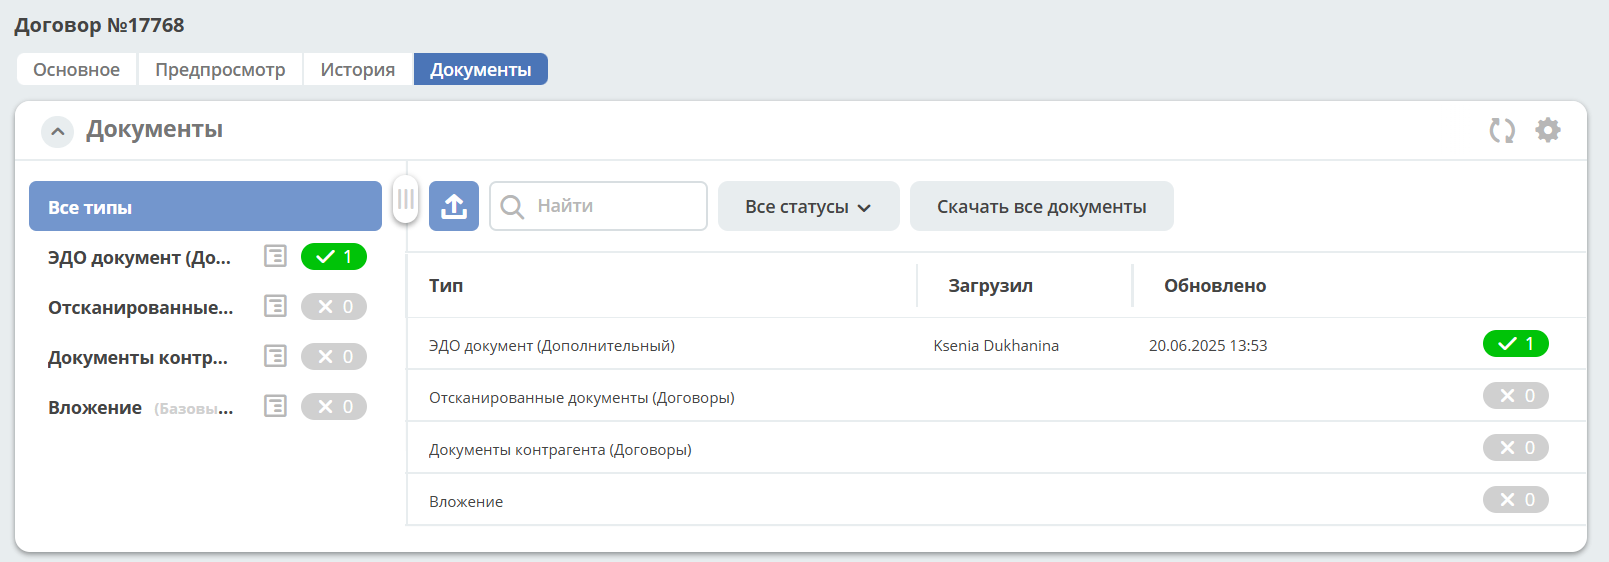 Договор №17768
Основное Предпросмотр История Документы
Документы
Все типы
ЭДО документ (До... 1
Отсканированные... 0
Документы контр... 0
Вложение (Базовы... 0
Найти Все статусы Скачать все документы
Тип Загрузил Обновлено
ЭДО документ (Дополнительный) Ksenia Dukhanina 20.06.2025 13:53 1
Отсканированные документы (Договоры) 0
Документы контрагента (Договоры) 0
Вложение 0